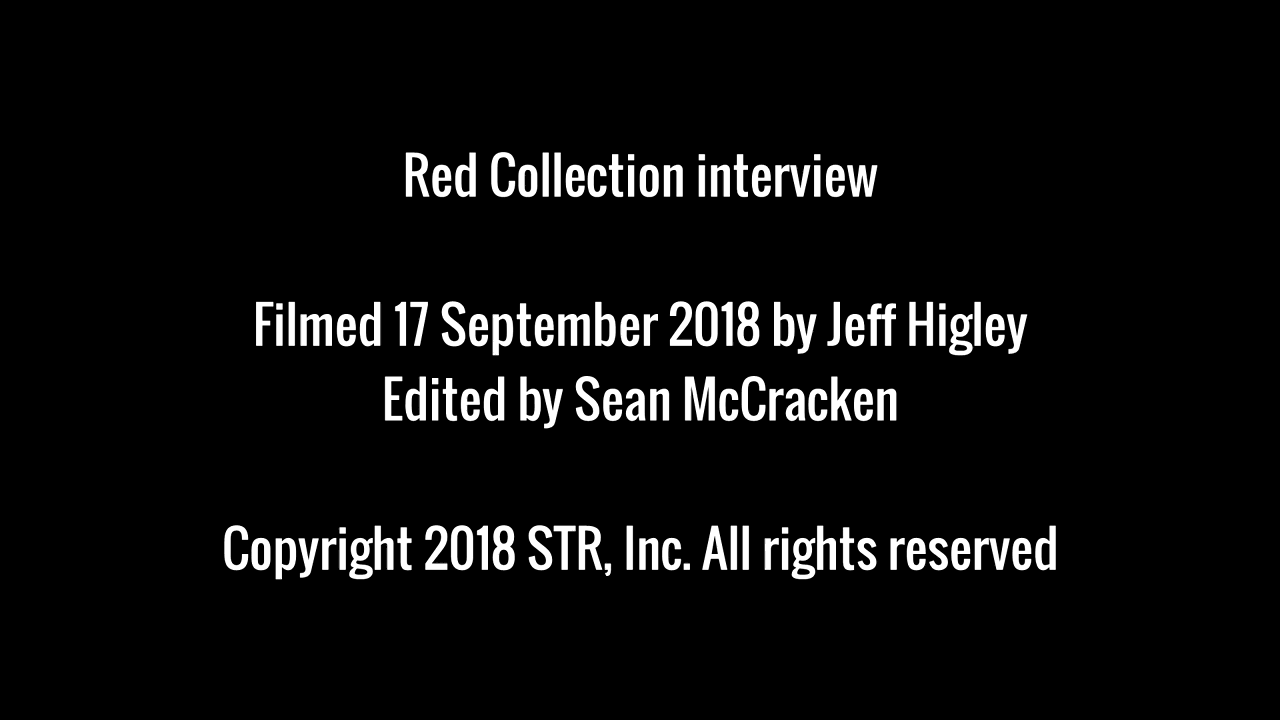 Red Collection interview
Filmed 17 September 2018 by Jeff Higley
Edited by Sean McCracken
Copyright 2018 STR, Inc. All rights reserved